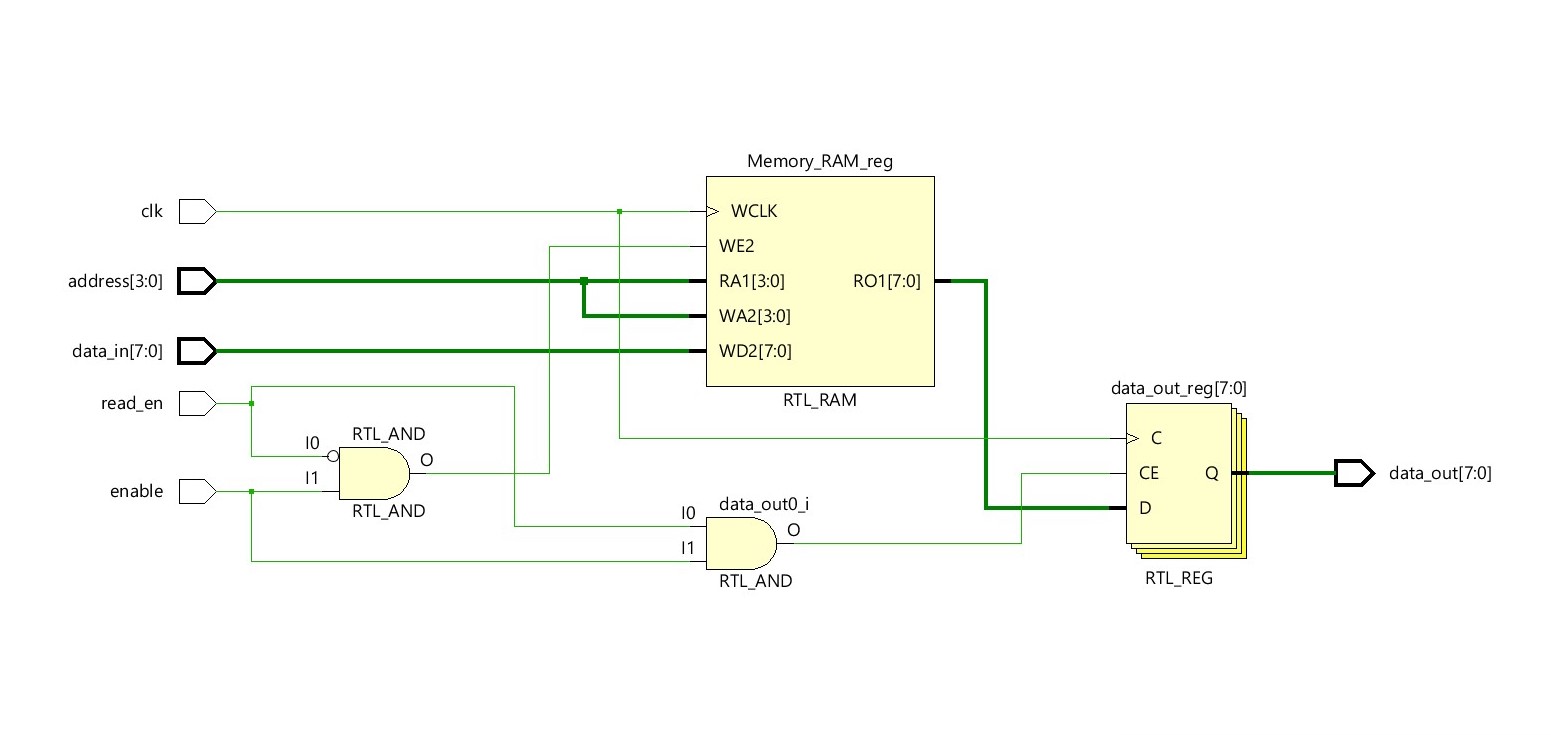 Memory_RAM_reg
clk
WCLK
WE2
address[3:0]
RA1[3:0]
RO1[7:0]
WA2[3:0]
data_in[7:0]
WD2[7:0]
RTL_RAM
read_en
data_out_reg[7:0]
RTL_AND
I0
O
I1
enable
RTL_AND
C
CE
Q
data_out[7:0]
D
data_out0_i
I0
O
I1
RTL_AND
RTL_REG